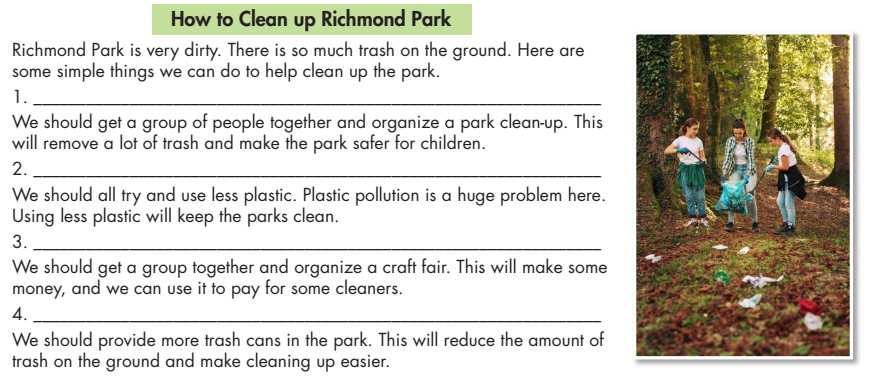 How to Clean up Richmond Park
Richmond Park is very dirty. There is so much trash on the ground. Here are
some simple things we can do to help clean up the park.
1. ___________________________________________
We should get a group of people together and organize a park clean-up. This
will remove a lot of trash and make the park safer for children.
2. ___________________________________________
We should all try and use less plastic. Plastic pollution is a huge problem here.
Using less plastic will keep the parks clean.
3. ___________________________________________
We should get a group together and organize a craft fair. This will make some
money, and we can use it to pay for some cleaners.
4. ___________________________________________
We should provide more trash cans in the park. This will reduce the amount of
trash on the ground and make cleaning up easier.